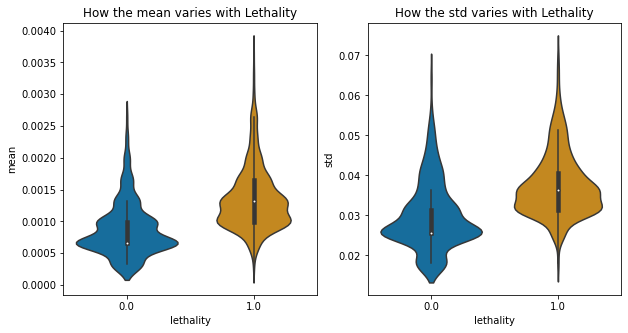 How the mean varies with Lethality
0.0040
0.0035
0.0030
0.0025
0.0020
0.0015
0.0010
0.0005
0.0000
mean
0.0 1.0
lethality
How the std varies with Lethality
0.07
0.06
0.05
0.04
0.03
0.02
std
0.0 1.0
lethality